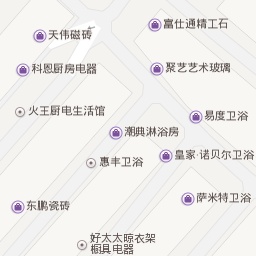 富仕通精工石
天伟磁砖
聚艺艺术玻璃
科恩厨房电器
火王厨电生活馆
易度卫浴
潮典淋浴房
皇家·诺贝尔卫浴
惠丰卫浴
萨米特卫浴
东鹏瓷砖
好太太晾衣架
橱具电器